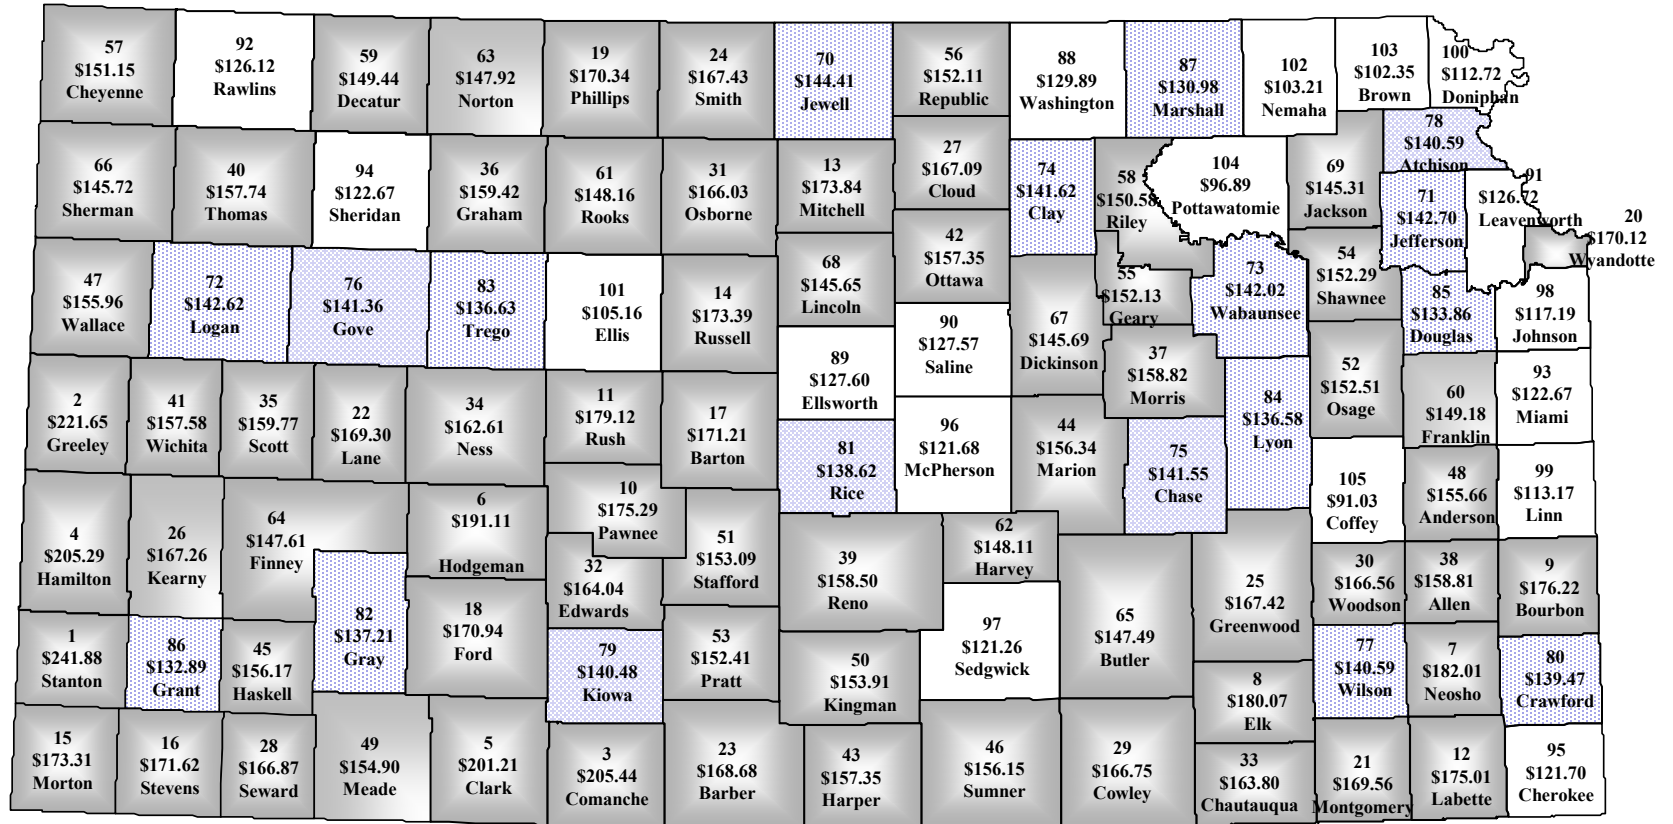 57
$151.15
Cheyenne
92
$126.12
Rawlins
59
$149.44
Decatur
63
$147.92
Norton
19
$170.34
Phillips
24
$167.43
Smith
70
$144.41
Jewell
56
$152.11
Republic
88
$129.89
Washington
87
$130.98
Marshall
102
$103.21
Nemaha
103
$102.35
Brown
100
$112.72
Doniphan
66
$145.72
Sherman
40
$157.74
Thomas
94
$122.67
Sheridan
36
$159.42
Graham
61
$148.16
Rooks
31
$166.03
Osborne
13
$173.84
Mitchell
27
$167.09
Cloud
74
$141.62
Clay
58
$150.58
Riley
104
$96.89
Pottawatomie
69
$145.31
Jackson
78
$140.59
Atchison
71
$142.70
Jefferson
91
$126.72
Leavenworth
20
$170.12
Wyandotte
47
$155.96
Wallace
72
$142.62
Logan
76
$141.36
Gove
83
$136.63
Trego
101
$105.16
Ellis
14
$173.39
Russell
68
$145.65
Lincoln
42
$157.35
Ottawa
67
$145.69
Dickinson
55
$152.13
Geary
73
$142.02
Wabaunsee
54
$152.29
Shawnee
85
$133.86
Douglas
98
$117.19
Johnson
2
$221.65
Greeley
41
$157.58
Wichita
35
$159.77
Scott
22
$169.30
Lane
34
$162.61
Ness
11
$179.12
Rush
17
$171.21
Barton
89
$127.60
Ellsworth
90
$127.57
Saline
37
$158.82
Morris
84
$136.58
Lyon
52
$152.51
Osage
60
$149.18
Franklin
93
$122.67
Miami
81
$138.62
Rice
96
$121.68
McPherson
44
$156.34
Marion
75
$141.55
Chase
105
$91.03
Coffey
48
$155.66
Anderson
99
$113.17
Linn
4
$205.29
Hamilton
26
$167.26
Kearny
64
$147.61
Finney
6
$191.11
Hodgeman
10
$175.29
Pawnee
32
$164.04
Edwards
51
$153.09
Stafford
39
$158.50
Reno
62
$148.11
Harvey
65
$147.49
Butler
25
$167.42
Greenwood
30
$166.56
Woodson
38
$158.81
Allen
9
$176.22
Bourbon
1
$241.88
Stanton
86
$132.89
Grant
45
$156.17
Haskell
82
$137.21
Gray
18
$170.94
Ford
79
$140.48
Kiowa
53
$152.41
Pratt
50
$153.91
Kingman
97
$121.26
Sedgwick
8
$180.07
Elk
77
$140.59
Wilson
7
$182.01
Neosho
80
$139.47
Crawford
15
$173.31
Morton
16
$171.62
Stevens
28
$166.87
Seward
49
$154.90
Meade
5
$201.21
Clark
3
$205.44
Comanche
23
$168.68
Barber
43
$157.35
Harper
46
$156.15
Sumner
29
$166.75
Cowley
33
$163.80
Chautauqua
21
$169.56
Montgomery
12
$175.01
Labette
95
$121.70
Cherokee